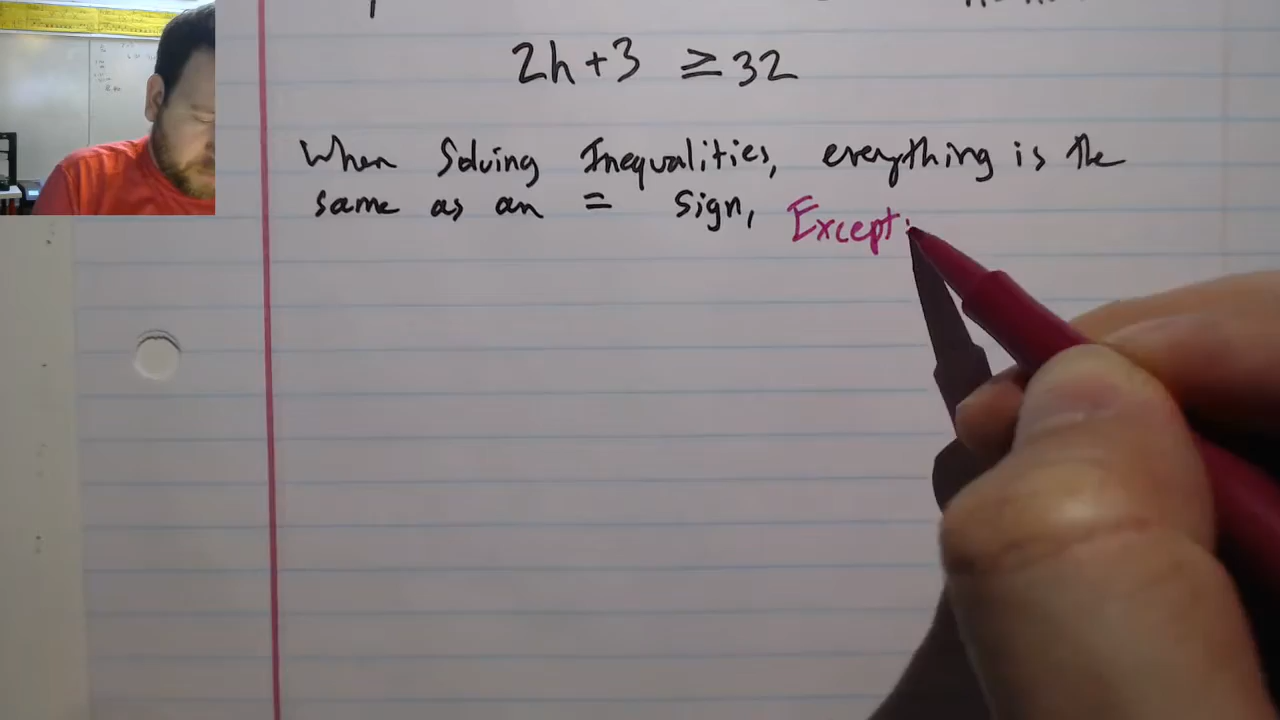 2h+3 ≥ 32
When Solving Inequalities, everything is the
same as an = sign, Except: